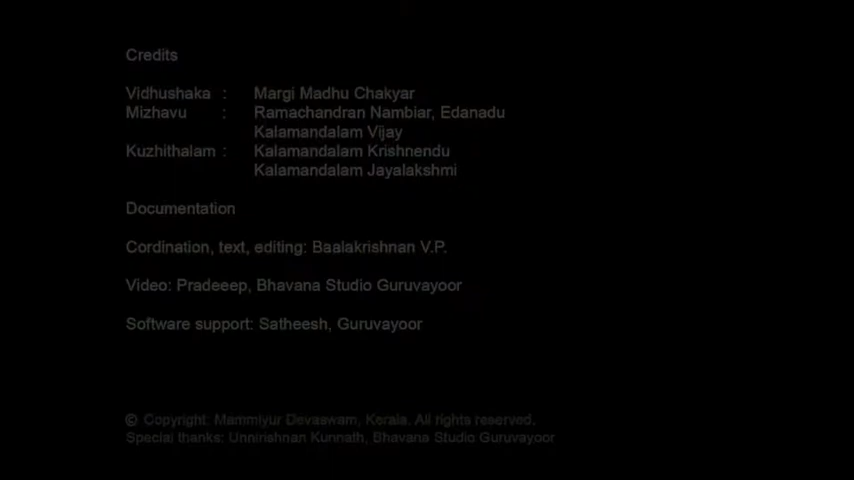 Credits
Vidhushaka : Margi Madhu Chakyar
Mizhavu : Ramachandran Nambiar, Edanadu
Kalamandalam Vijay
Kuzhithalam : Kalamandalam Krishnendu
Kalamandalam Jayalakshmi
Documentation
Cordination, text, editing: Baalakrishnan V.P.
Video: Pradeeep, Bhavana Studio Guruvayoor
Software support: Satheesh, Guruvayoor
© Copyright: Mammiyur Devaswam, Kerala. All rights reserved.
Special thanks: Unnirishnan Kunnath, Bhavana Studio Guruvayoor